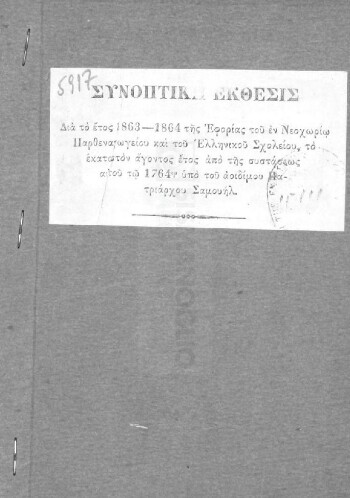 5917
ΣΥΝΟΠΤΙΚΗ ΕΚΘΕΣΙΣ
Διὰ τὸ ἔτος 1863—1864 τῆς Ἐφορίας τοῦ ἐν Νεοχωρίῳ
Παρθεναγωγείου καὶ τοῦ Ἑλληνικοῦ Σχολείου, τὸ
ἑκατοστὸν ἄγοντος ἔτος ἀπὸ τῆς συστάσεως
αὐτοῦ τῷ 1764ῳ ὑπὸ τοῦ ἀοιδίμου Πα-
τριάρχου Σαμουήλ.